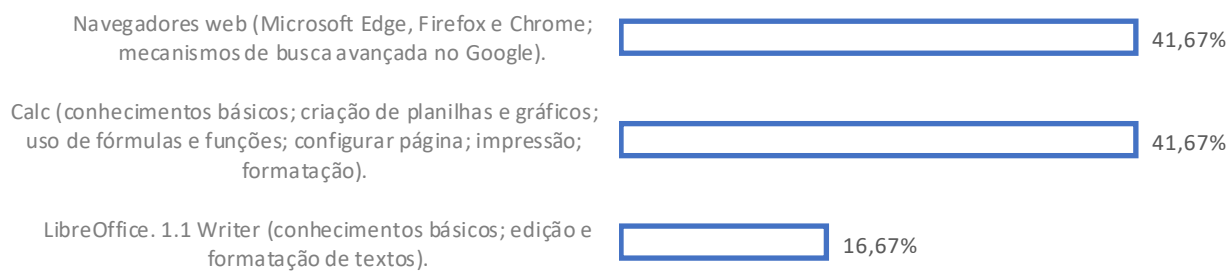 Navegadores web (Microsoft Edge, Firefox e Chrome;
mecanismos de busca avançada no Google).
41,67%
Calc (conhecimentos básicos; criação de planilhas e gráficos;
uso de fórmulas e funções; configurar página; impressão;
formatação).
41,67%
LibreOffice. 1.1 Writer (conhecimentos básicos; edição e
formatação de textos).
16,67%